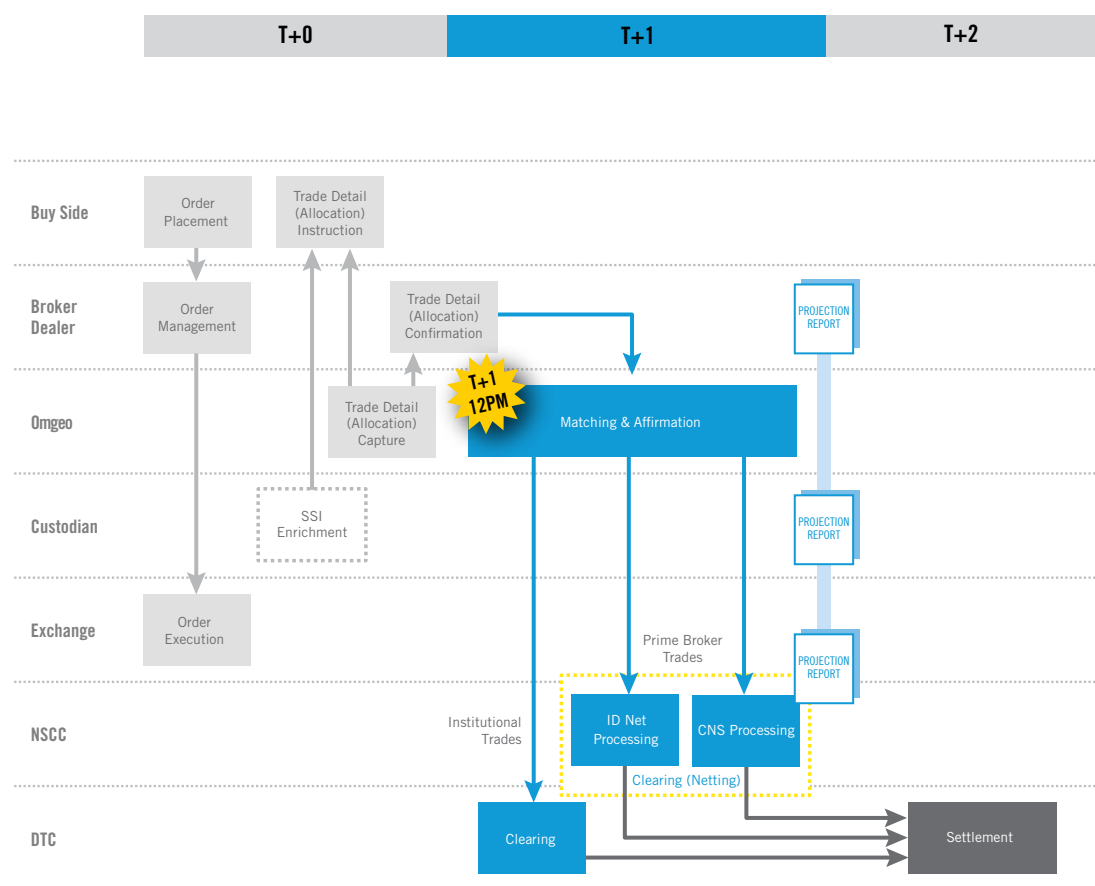 T+0
T+1
T+2
Buy Side
Order
Placement
Trade Detail
(Allocation)
Instruction
Broker
Dealer
Order
Management
Trade Detail
(Allocation)
Confirmation
PROJECTION
REPORT
T+1
12PM
Omgeo
Trade Detail
(Allocation)
Capture
Matching & Affirmation
Custodian
SSI
Enrichment
PROJECTION
REPORT
Exchange
Order
Execution
Prime Broker
Trades
PROJECTION
REPORT
NSCC
Institutional
Trades
ID Net
Processing
CNS Processing
Clearing (Netting)
DTC
Clearing
Settlement